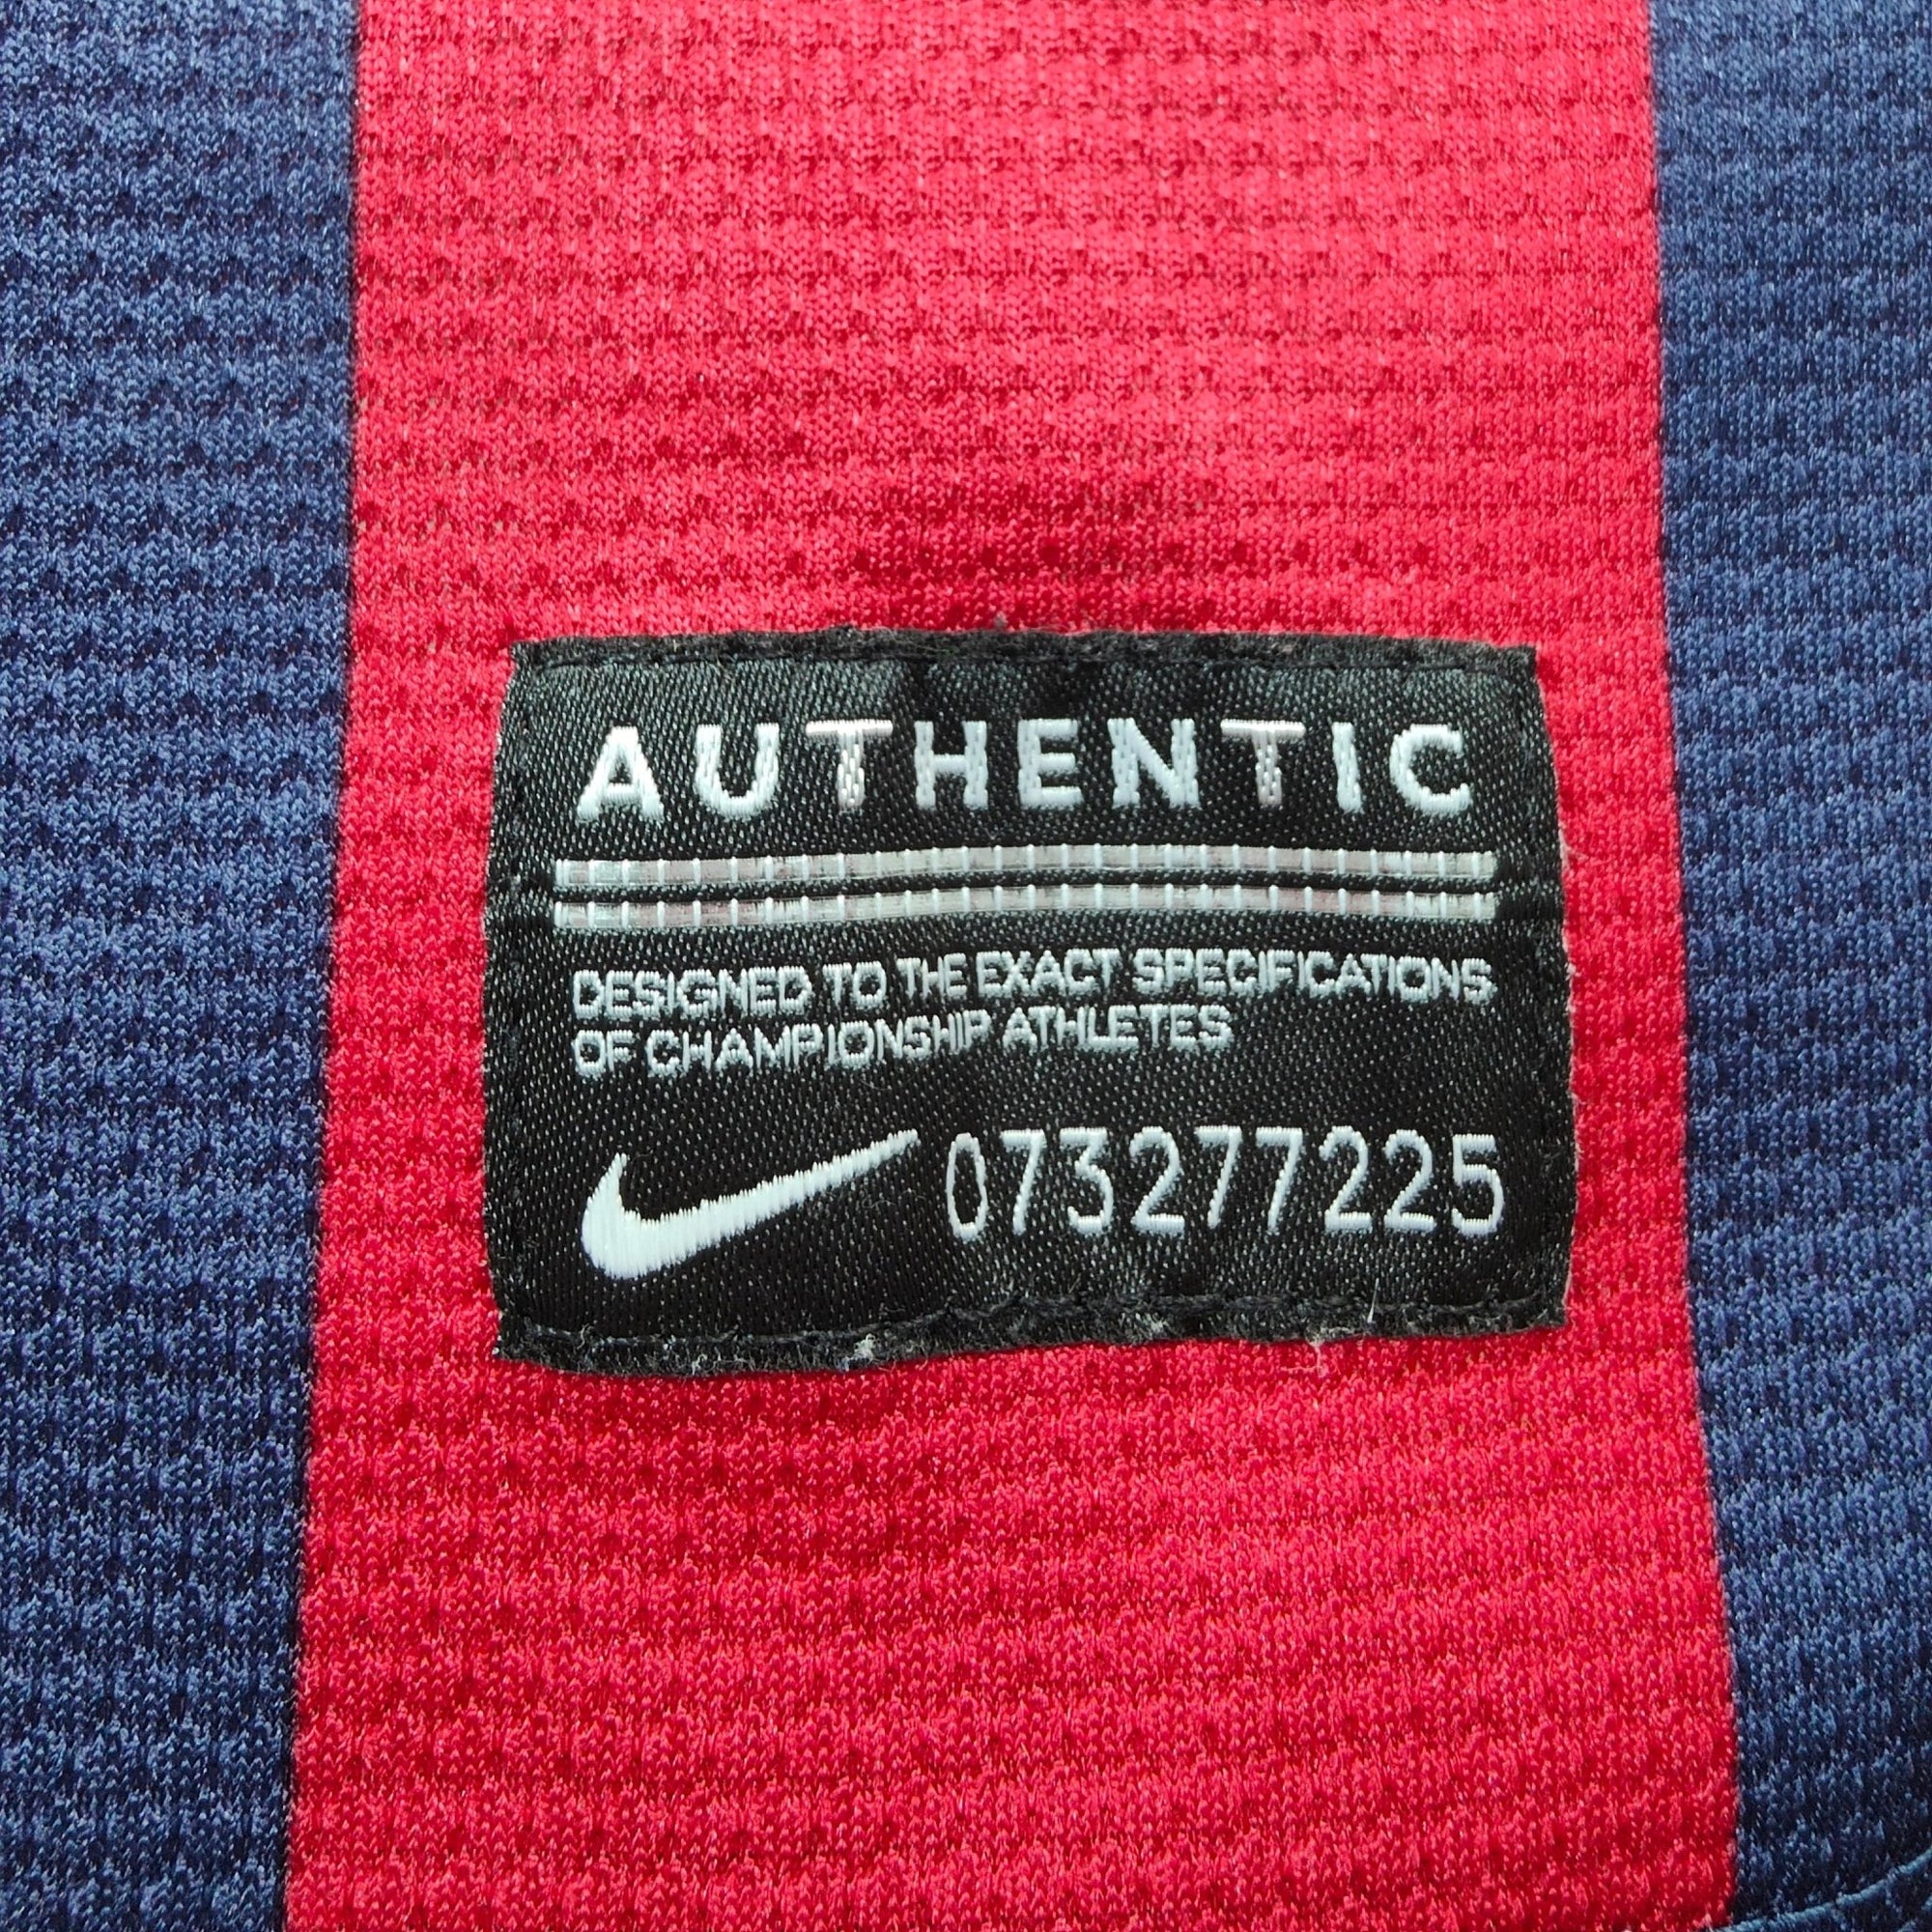 AUTHENTIC
DESIGNED TO THE EXACT SPECIFICATIONS
OF CHAMPIONSHIP ATHLETES
073277225